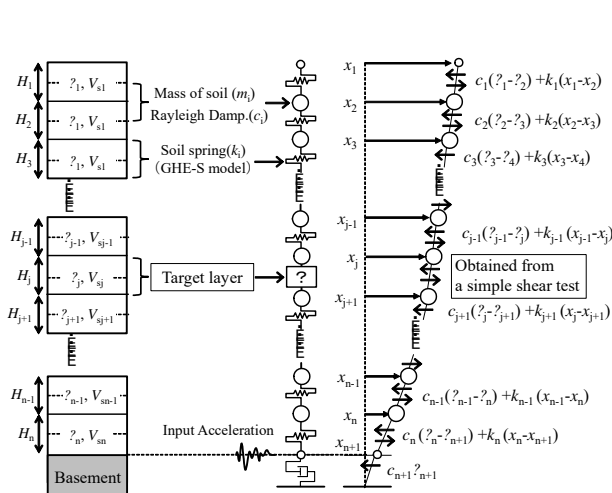 H1
?1, Vs1
H2
?1, Vs1
H3
?1, Vs1
Mass of soil (mi)
Rayleigh Damp.(ci)
Soil spring(ki)
(GHE-S model)
Hj-1
?j-1, Vsj-1
Hj
?j, Vsj
Hj+1
?j+1, Vsj+1
Target layer
?
Hn-1
?n-1, Vsn-1
Hn
?n, Vsn
Input Acceleration
Basement
x1
c1(?1-?2) +k1(x1-x2)
x2
c2(?2-?3) +k2(x2-x3)
x3
c3(?3-?4) +k3(x3-x4)
xj-1
cj-1(?j-1-?j) +kj-1 (xj-1-xj)
xj
Obtained from
a simple shear test
xj+1
cj+1(?j-?j+1) +kj+1 (xj-xj+1)
xn-1
cn-1(?n-1-?n) +kn-1 (xn-1-xn)
xn
cn(?n-?n+1) +kn (xn-xn+1)
xn+1
cn+1?n+1